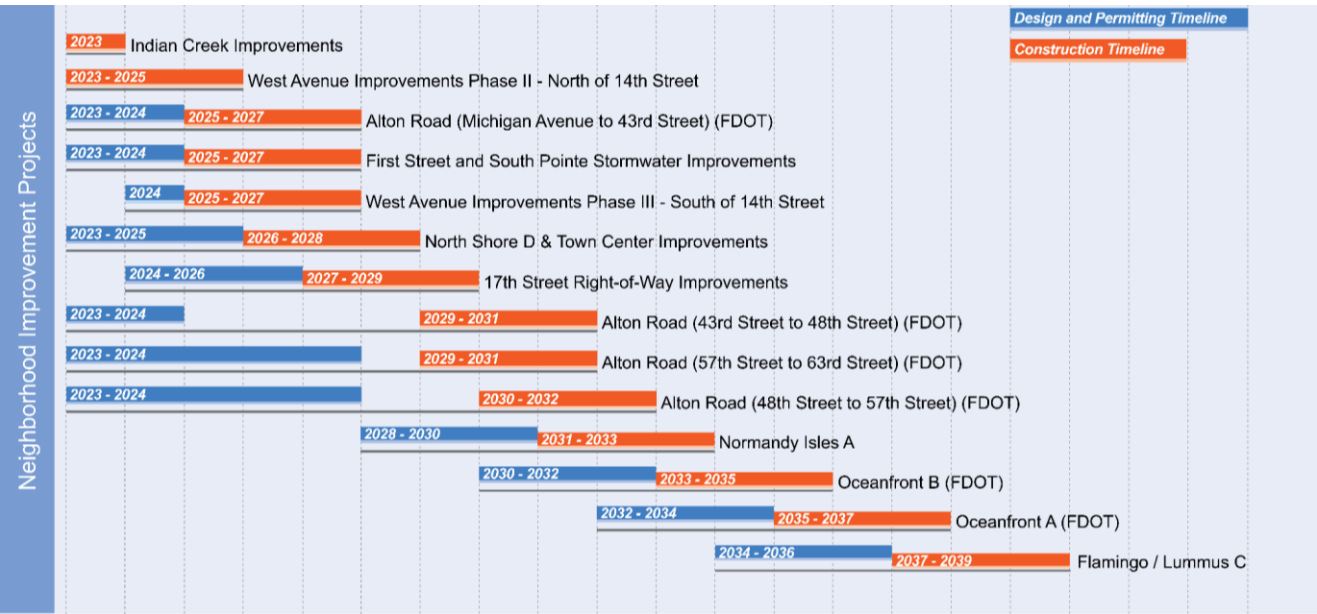 Neighborhood Improvement Projects
Design and Permitting Timeline
Construction Timeline
2023 Indian Creek Improvements
2023 - 2025 West Avenue Improvements Phase II - North of 14th Street
2023 - 2024 2025 - 2027 Alton Road (Michigan Avenue to 43rd Street) (FDOT)
2023 - 2024 2025 - 2027 First Street and South Pointe Stormwater Improvements
2024 2025 - 2027 West Avenue Improvements Phase III - South of 14th Street
2023 - 2025 2026 - 2028 North Shore D & Town Center Improvements
2024 - 2026 2027 - 2029 17th Street Right-of-Way Improvements
2023 - 2024 2029 - 2031 Alton Road (43rd Street to 48th Street) (FDOT)
2023 - 2024 2029 - 2031 Alton Road (57th Street to 63rd Street) (FDOT)
2023 - 2024 2030 - 2032 Alton Road (48th Street to 57th Street) (FDOT)
2028 - 2030 2031 - 2033 Normandy Isles A
2030 - 2032 2033 - 2035 Oceanfront B (FDOT)
2032 - 2034 2035 - 2037 Oceanfront A (FDOT)
2034 - 2036 2037 - 2039 Flamingo / Lummus C